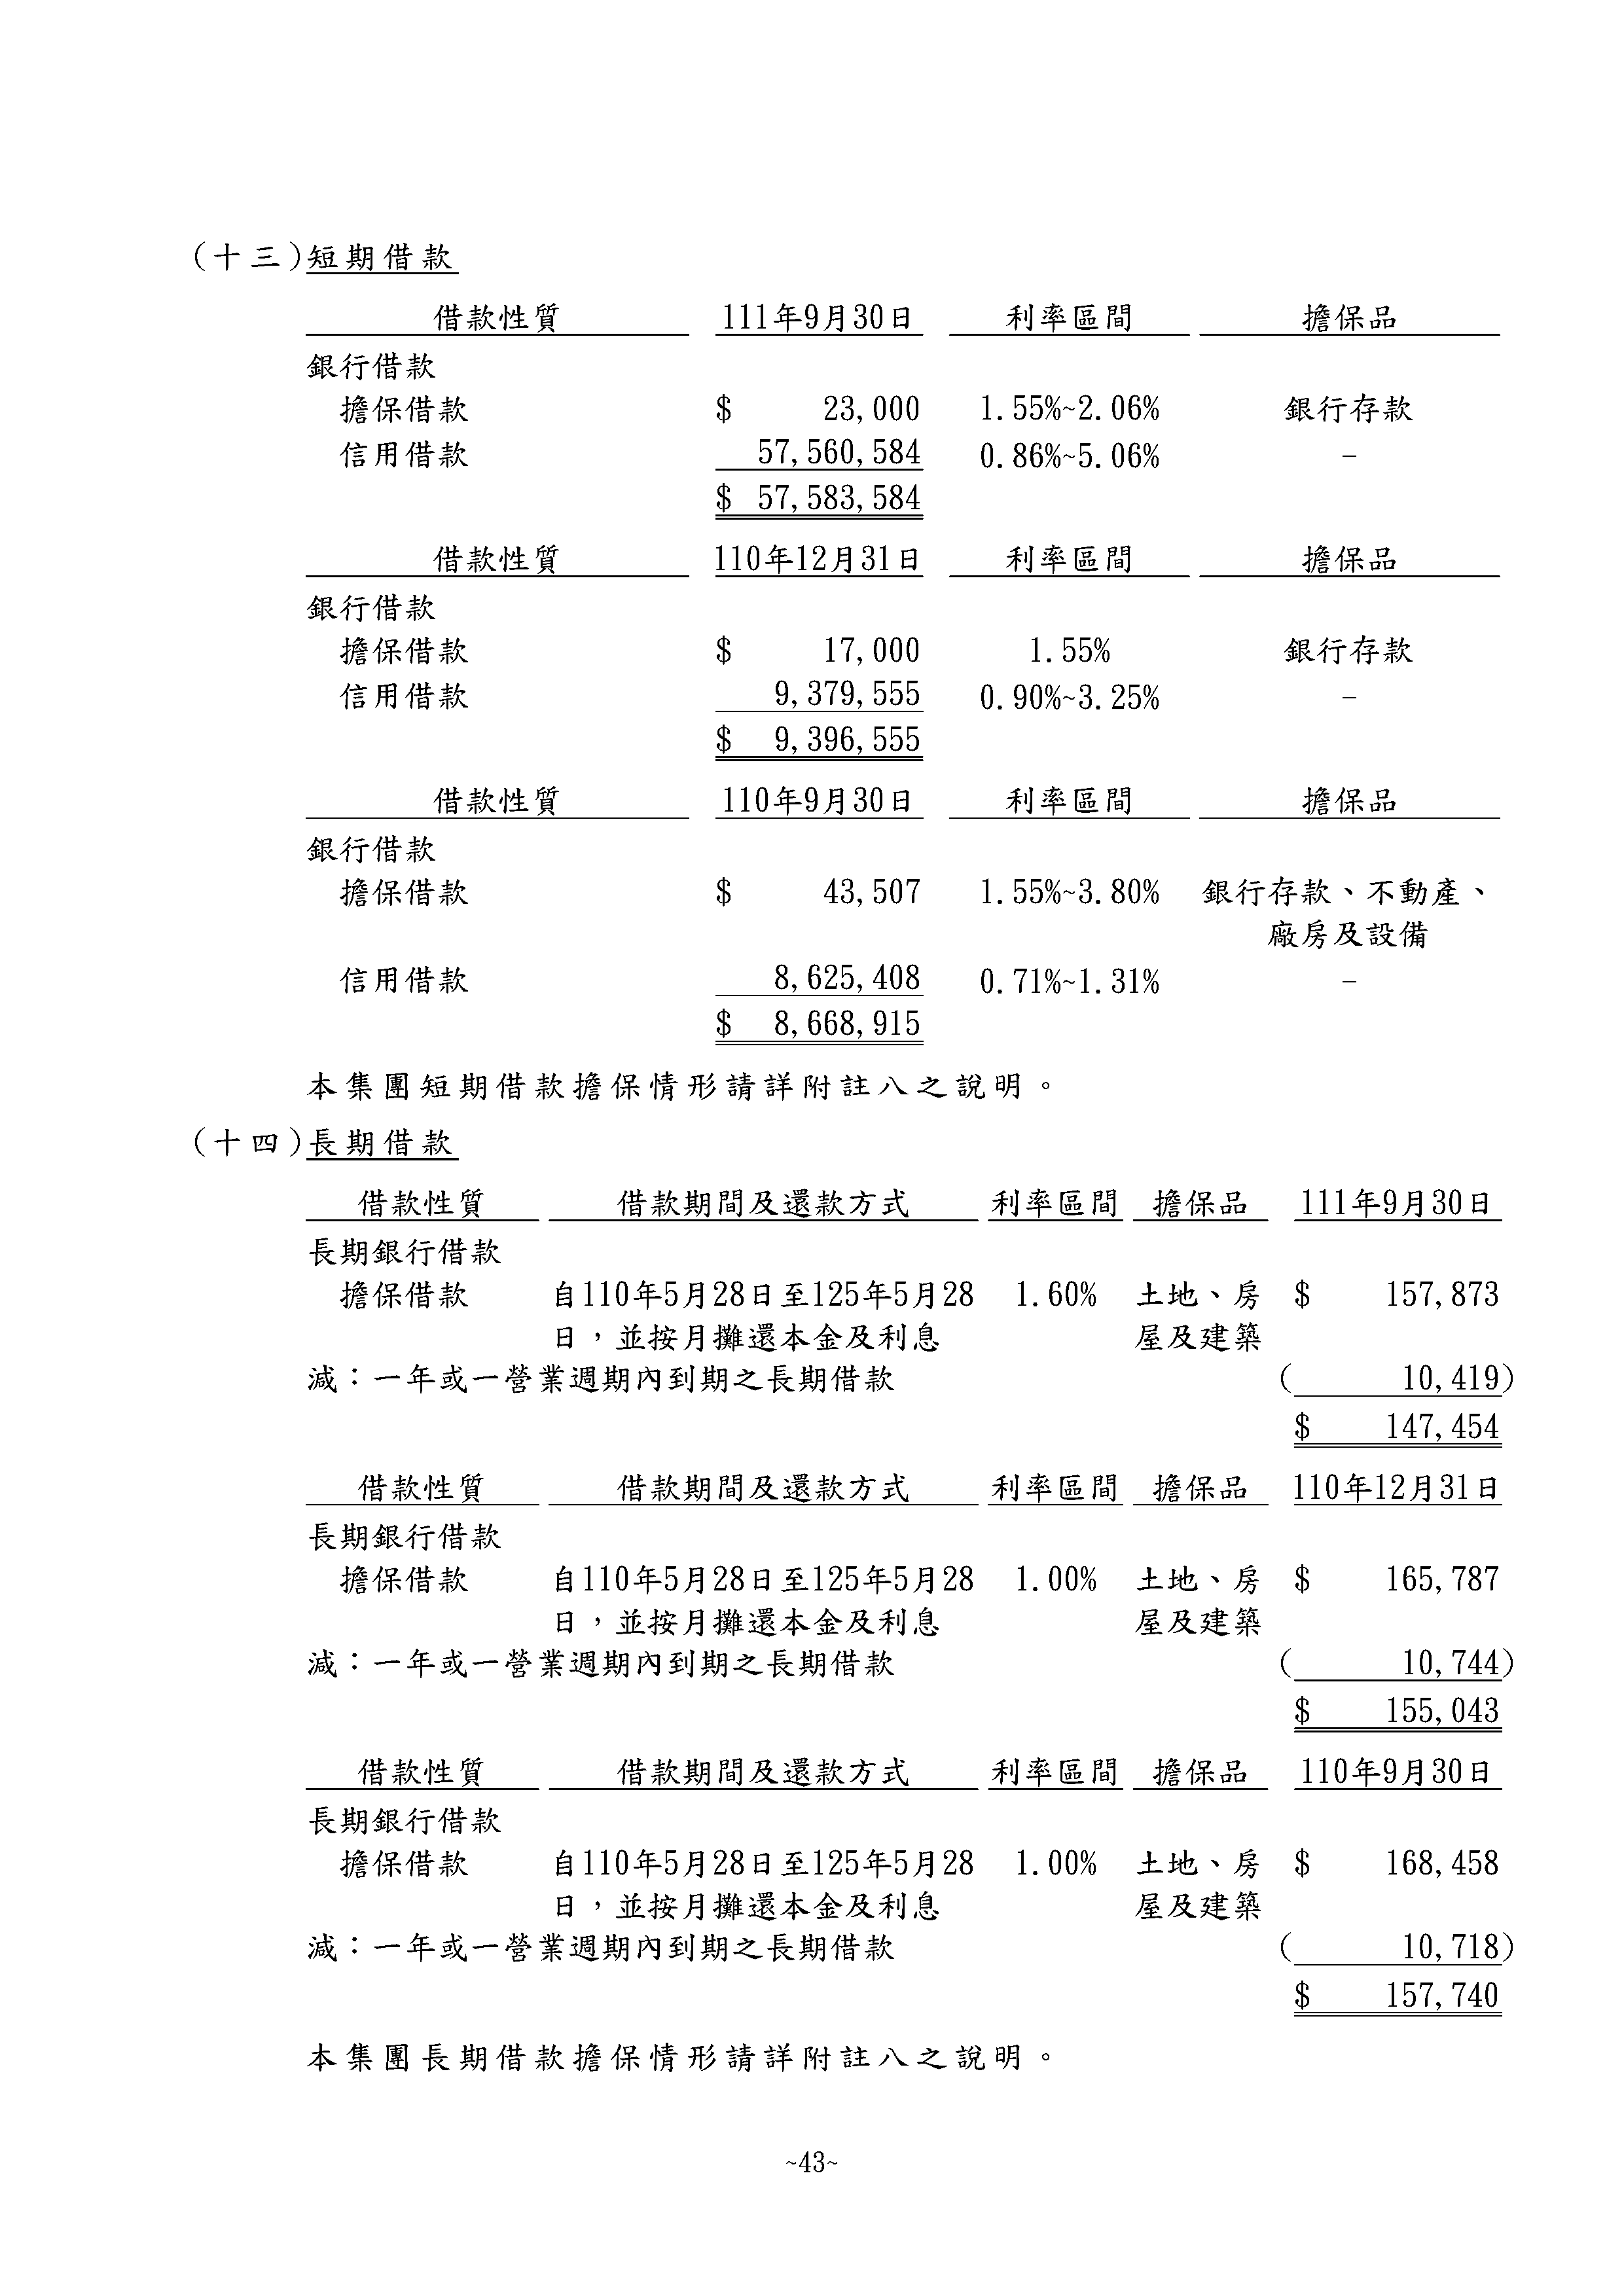 (十三)短期借款
借款性質 111年9月30日 利率區間 擔保品
銀行借款
擔保借款 $ 23,000 1.55%~2.06% 銀行存款
信用借款 57,560,584 0.86%~5.06% –
$ 57,583,584
借款性質 110年12月31日 利率區間 擔保品
銀行借款
擔保借款 $ 17,000 1.55% 銀行存款
信用借款 9,379,555 0.90%~3.25% –
$ 9,396,555
借款性質 110年9月30日 利率區間 擔保品
銀行借款
擔保借款 $ 43,507 1.55%~3.80% 銀行存款、不動產、
廠房及設備
信用借款 8,625,408 0.71%~1.31% –
$ 8,668,915
本集團短期借款擔保情形請詳附註八之說明。
(十四)長期借款
借款性質 借款期間及還款方式 利率區間 擔保品 111年9月30日
長期銀行借款
擔保借款 自110年5月28日至125年5月28 1.60% 土地、房 $ 157,873
日，並按月攤還本金及利息 屋及建築
減：一年或一營業週期內到期之長期借款 ( 10,419)
$ 147,454
借款性質 借款期間及還款方式 利率區間 擔保品 110年12月31日
長期銀行借款
擔保借款 自110年5月28日至125年5月28 1.00% 土地、房 $ 165,787
日，並按月攤還本金及利息 屋及建築
減：一年或一營業週期內到期之長期借款 ( 10,744)
$ 155,043
借款性質 借款期間及還款方式 利率區間 擔保品 110年9月30日
長期銀行借款
擔保借款 自110年5月28日至125年5月28 1.00% 土地、房 $ 168,458
日，並按月攤還本金及利息 屋及建築
減：一年或一營業週期內到期之長期借款 ( 10,718)
$ 157,740
本集團長期借款擔保情形請詳附註八之說明。
~43~